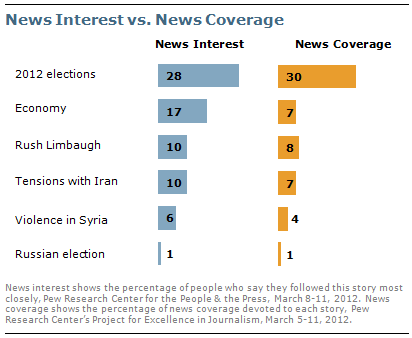 News Interest vs. News Coverage
News Interest News Coverage
2012 elections 28 30
Economy 17 7
Rush Limbaugh 10 8
Tensions with Iran 10 7
Violence in Syria 6 4
Russian election 1 1
News interest shows the percentage of people who say they followed this story most
closely, Pew Research Center for the People & the Press, March 8-11, 2012. News
coverage shows the percentage of news coverage devoted to each story, Pew
Research Center's Project for Excellence in Journalism, March 5-11, 2012.